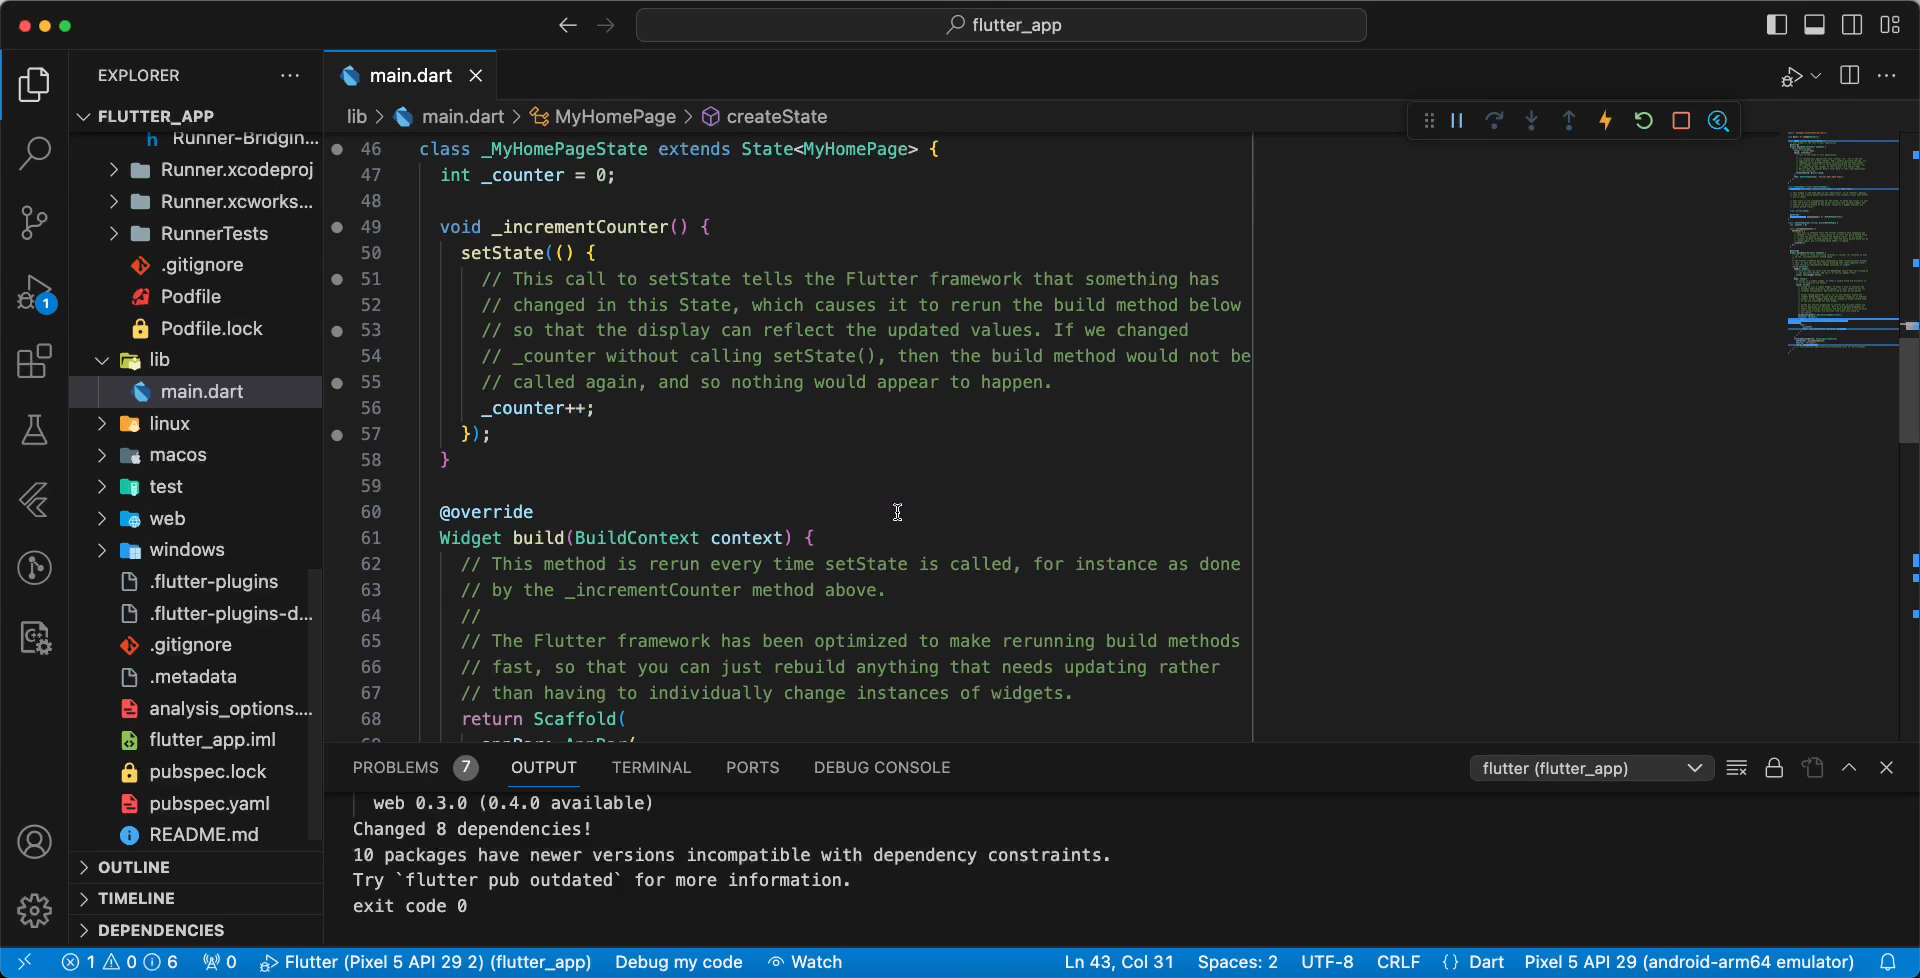 flutter_app
EXPLORER
main.dart
FLUTTER_APP
lib > main.dart > MyHomePage > createState
Runner-Bridgin...
Runner.xcodeproj
Runner.xcworks...
RunnerTests
.gitignore
Podfile
Podfile.lock
lib
main.dart
linux
macos
test
web
windows
.flutter-plugins
.flutter-plugins-d...
.gitignore
.metadata
analysis_options....
flutter_app.iml
pubspec.lock
pubspec.yaml
README.md
OUTLINE
TIMELINE
DEPENDENCIES
1
46 class _MyHomePageState extends State<MyHomePage> {
47 int _counter = 0;
48
49 void _incrementCounter() {
50 setState(() {
51 // This call to setState tells the Flutter framework that something has
52 // changed in this State, which causes it to rerun the build method below
53 // so that the display can reflect the updated values. If we changed
54 // _counter without calling setState(), then the build method would not be
55 // called again, and so nothing would appear to happen.
56 _counter++;
57 });
58 }
59
60 @override
61 Widget build(BuildContext context) {
62 // This method is rerun every time setState is called, for instance as done
63 // by the _incrementCounter method above.
64 //
65 // The Flutter framework has been optimized to make rerunning build methods
66 // fast, so that you can just rebuild anything that needs updating rather
67 // than having to individually change instances of widgets.
68 return Scaffold(
69 appBar: AppBar(
PROBLEMS 7 OUTPUT TERMINAL PORTS DEBUG CONSOLE flutter (flutter_app)
web 0.3.0 (0.4.0 available)
Changed 8 dependencies!
10 packages have newer versions incompatible with dependency constraints.
Try `flutter pub outdated` for more information.
exit code 0
1 0 6 0 Flutter (Pixel 5 API 29 2) (flutter_app) Debug my code Watch Ln 43, Col 31 Spaces: 2 UTF-8 CRLF {} Dart Pixel 5 API 29 (android-arm64 emulator)